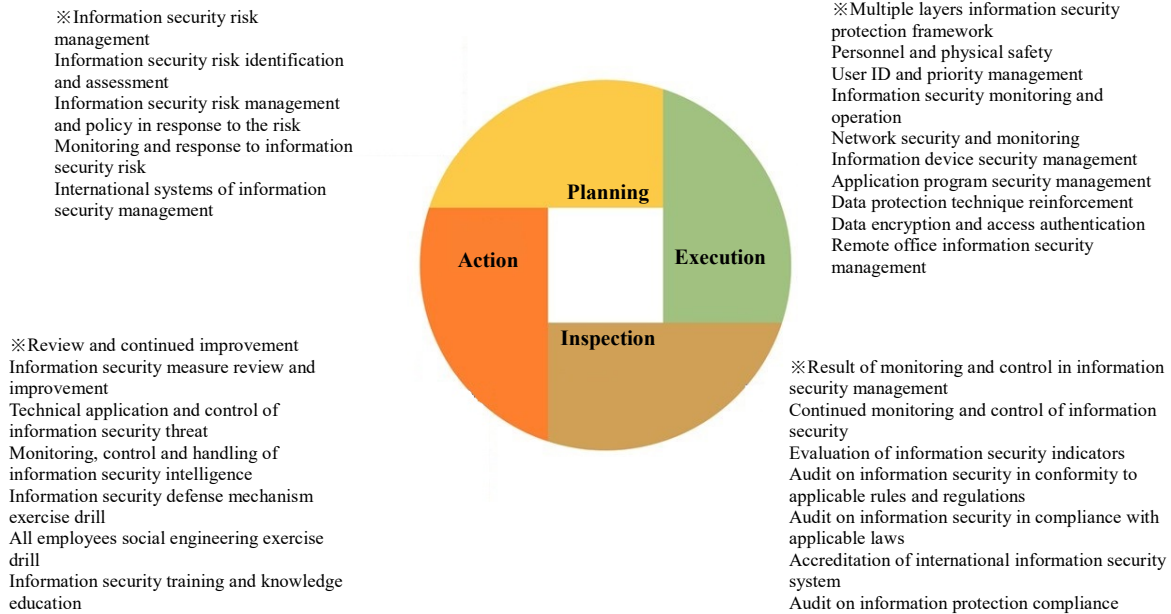 ※Information security risk
management
Information security risk identification
and assessment
Information security risk management
and policy in response to the risk
Monitoring and response to information
security risk
International systems of information
security management
※Multiple layers information security
protection framework
Personnel and physical safety
User ID and priority management
Information security monitoring and
operation
Network security and monitoring
Information device security management
Application program security management
Data protection technique reinforcement
Data encryption and access authentication
Remote office information security
management
Planning
Action
Execution
Inspection
※Review and continued improvement
Information security measure review and
improvement
Technical application and control of
information security threat
Monitoring, control and handling of
information security intelligence
Information security defense mechanism
exercise drill
All employees social engineering exercise
drill
Information security training and knowledge
education
※Result of monitoring and control in information
security management
Continued monitoring and control of information
security
Evaluation of information security indicators
Audit on information security in conformity to
applicable rules and regulations
Audit on information security in compliance with
applicable laws
Accreditation of international information security
system
Audit on information protection compliance